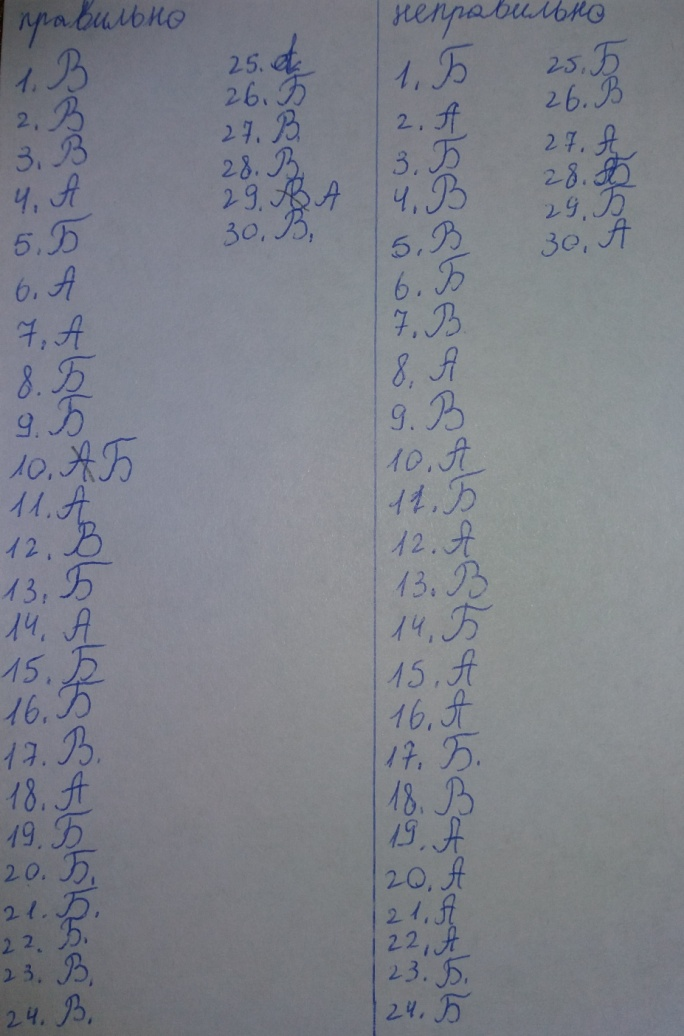 правильно
1. В
2. В
3. В
4. А
5. Б
6. А
7. А
8. Б
9. Б
10. Б
11. А
12. В
13. Б
14. А
15. Б
16. Б
17. В.
18. А
19. Б
20. Б.
21. Б.
22. Б.
23. В.
24. В.
25.
26. Б
27. В
28. В
29. А
30. В.
неправильно
1. Б
2. А
3. Б
4. В
5. В
6. Б
7. В
8. А
9. В
10. А
11. Б
12. А
13. В
14. Б
15. А
16. А
17. Б.
18. В
19. А
20. А
21. А
22. А
23. Б.
24. Б
25. Б
26. В
27. А
28. Б
29. Б
30. А